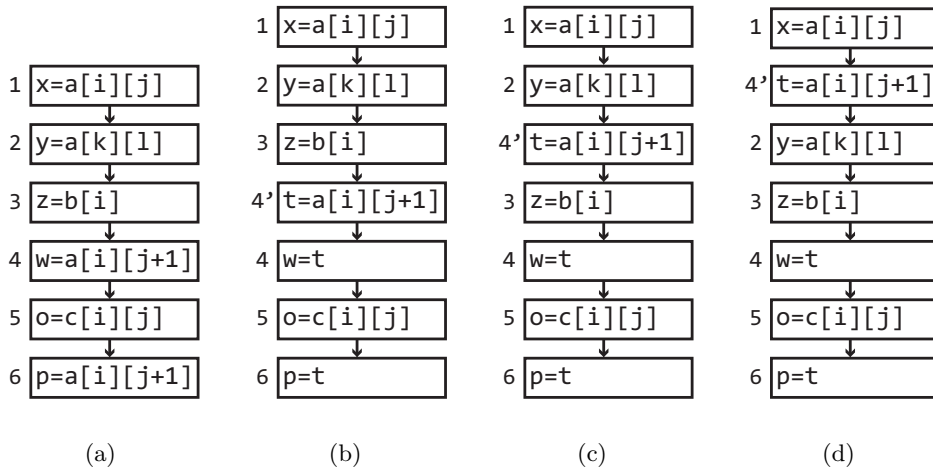 1 x=a[i][j]
2 y=a[k][l]
3 z=b[i]
4 w=a[i][j+1]
5 o=c[i][j]
6 p=a[i][j+1]
(a)
1 x=a[i][j]
2 y=a[k][l]
3 z=b[i]
4’ t=a[i][j+1]
4 w=t
5 o=c[i][j]
6 p=t
(b)
1 x=a[i][j]
2 y=a[k][l]
4’ t=a[i][j+1]
3 z=b[i]
4 w=t
5 o=c[i][j]
6 p=t
(c)
1 x=a[i][j]
4’ t=a[i][j+1]
2 y=a[k][l]
3 z=b[i]
4 w=t
5 o=c[i][j]
6 p=t
(d)